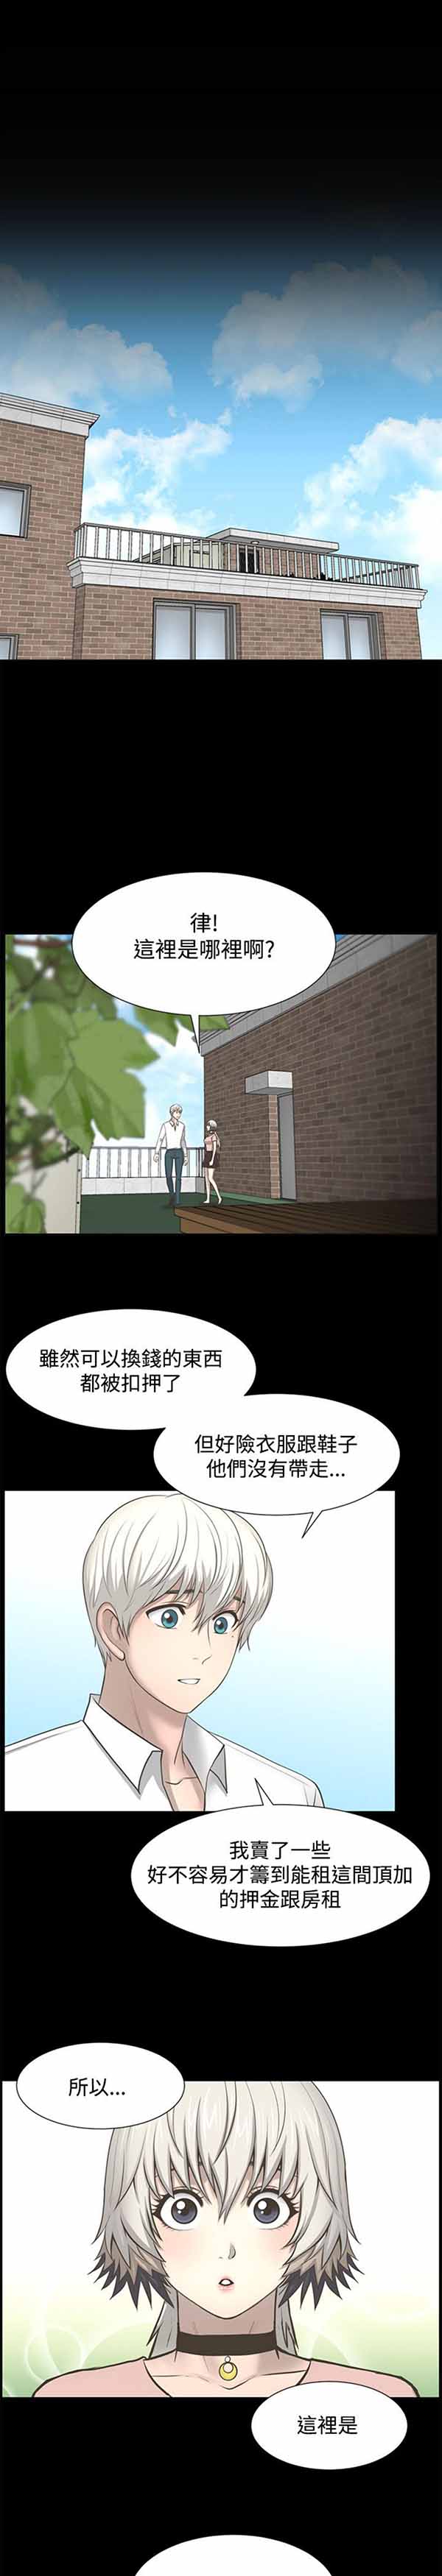 律!
這裡是哪裡啊?
雖然可以換錢的東西
都被扣押了
但好險衣服跟鞋子
他們沒有帶走...
我賣了一些
好不容易才籌到能租這間頂加
的押金跟房租
所以...
這裡是